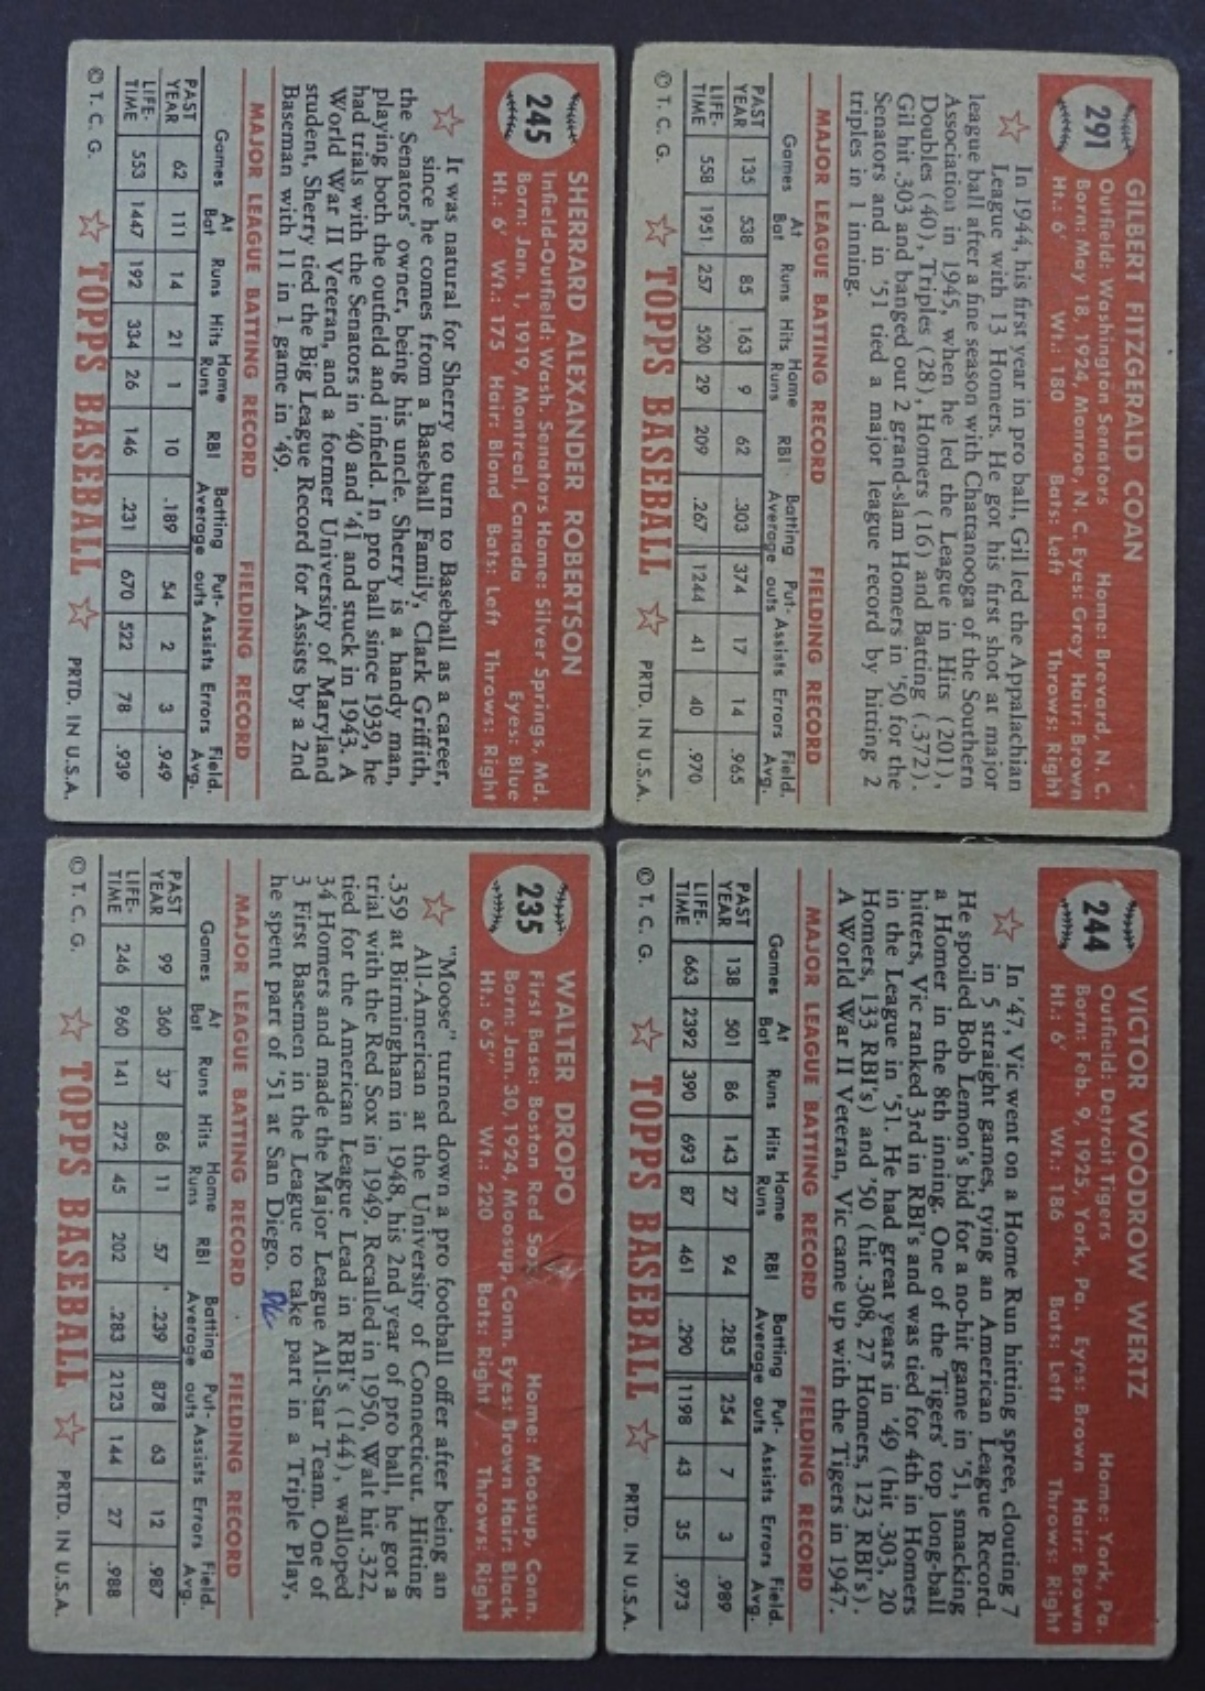 291
GILBERT FITZGERALD COAN
Outfield: Washington Senators Home: Brevard, N. C.
Born: May 18, 1924, Monroe, N. C. Eyes: Grey Hair: Brown
Ht.: 6' Wt.: 180 Bats: Left Throws: Right
In 1944, his first year in pro ball, Gil led the Appalachian
League with 13 Homers. He got his first shot at major
league ball after a fine season with Chattanooga of the Southern
Association in 1945, when he led the League in Hits (201),
Doubles (40), Triples (28), Homers (16) and Batting (.372).
Gil hit .303 and banged out 2 grand-slam Homers in '50 for the
Senators and in '51 tied a major league record by hitting 2
triples in 1 inning.
MAJOR LEAGUE BATTING RECORD FIELDING RECORD
Games At Bat Runs Hits Home Runs RBI Batting Average Put-outs Assists Errors Field. Avg.
PAST YEAR 135 538 85 163 9 62 .303 374 17 14 .965
LIFE-TIME 558 1951 257 520 29 209 .267 1244 41 40 .970
© T. C. G. TOPPS BASEBALL PRTD. IN U.S.A.
244
VICTOR WOODROW WERTZ
Outfield: Detroit Tigers Home: York, Pa.
Born: Feb. 9, 1925, York, Pa. Eyes: Brown Hair: Brown
Ht.: 6' Wt.: 186 Bats: Left Throws: Right
In '47, Vic went on a Home Run hitting spree, clouting 7
in 5 straight games, tying an American League Record.
He spoiled Bob Lemon's bid for a no-hit game in '51, smacking
a Homer in the 8th inning. One of the Tigers' top long-ball
hitters, Vic ranked 3rd in RBI's and was tied for 4th in Homers
in the League in '51. He had great years in '49 (hit .303, 20
Homers, 133 RBI's) and '50 (hit .308, 27 Homers, 123 RBI's).
A World War II Veteran, Vic came up with the Tigers in 1947.
MAJOR LEAGUE BATTING RECORD FIELDING RECORD
Games At Bat Runs Hits Home Runs RBI Batting Average Put-outs Assists Errors Field. Avg.
PAST YEAR 138 501 86 143 27 94 .285 254 7 3 .989
LIFE-TIME 663 2392 390 693 87 461 .290 1198 43 35 .973
© T. C. G. TOPPS BASEBALL PRTD. IN U.S.A.
245
SHERRARD ALEXANDER ROBERTSON
Infield-Outfield: Wash. Senators Home: Silver Springs, Md.
Born: Jan. 1, 1919, Montreal, Canada Eyes: Blue
Ht.: 6' Wt.: 175 Hair: Blond Bats: Left Throws: Right
It was natural for Sherry to turn to Baseball as a career,
since he comes from a Baseball Family, Clark Griffith,
the Senators' owner, being his uncle. Sherry is a handy man,
playing both the outfield and infield. In pro ball since 1939, he
had trials with the Senators in '40 and '41 and stuck in 1943. A
World War II Veteran, and a former University of Maryland
student, Sherry tied the Big League Record for Assists by a 2nd
Baseman with 11 in 1 game in '49.
MAJOR LEAGUE BATTING RECORD FIELDING RECORD
Games At Bat Runs Hits Home Runs RBI Batting Average Put-outs Assists Errors Field. Avg.
PAST YEAR 62 111 14 21 1 10 .189 54 2 3 .949
LIFE-TIME 553 1447 192 334 26 146 .231 670 522 78 .939
© T. C. G. TOPPS BASEBALL PRTD. IN U.S.A.
235
WALTER DROPO
First Base: Boston Red Sox Home: Moosup, Conn.
Born: Jan. 30, 1924, Moosup, Conn. Eyes: Brown Hair: Black
Ht.: 6'5" Wt.: 220 Bats: Right Throws: Right
"Moose" turned down a pro football offer after being an
All-American at the University of Connecticut. Hitting
.359 at Birmingham in 1948, his 2nd year of pro ball, he got a
trial with the Red Sox in 1949. Recalled in 1950, Walt hit .322,
tied for the American League Lead in RBI's (144), walloped
34 Homers and made the Major League All-Star Team. One of
3 First Basemen in the League to take part in a Triple Play,
he spent part of '51 at San Diego.
MAJOR LEAGUE BATTING RECORD FIELDING RECORD
Games At Bat Runs Hits Home Runs RBI Batting Average Put-outs Assists Errors Field. Avg.
PAST YEAR 99 360 37 86 11 57 .239 878 63 12 .987
LIFE-TIME 246 960 141 272 45 202 .283 2123 144 27 .988
© T. C. G. TOPPS BASEBALL PRTD. IN U.S.A.